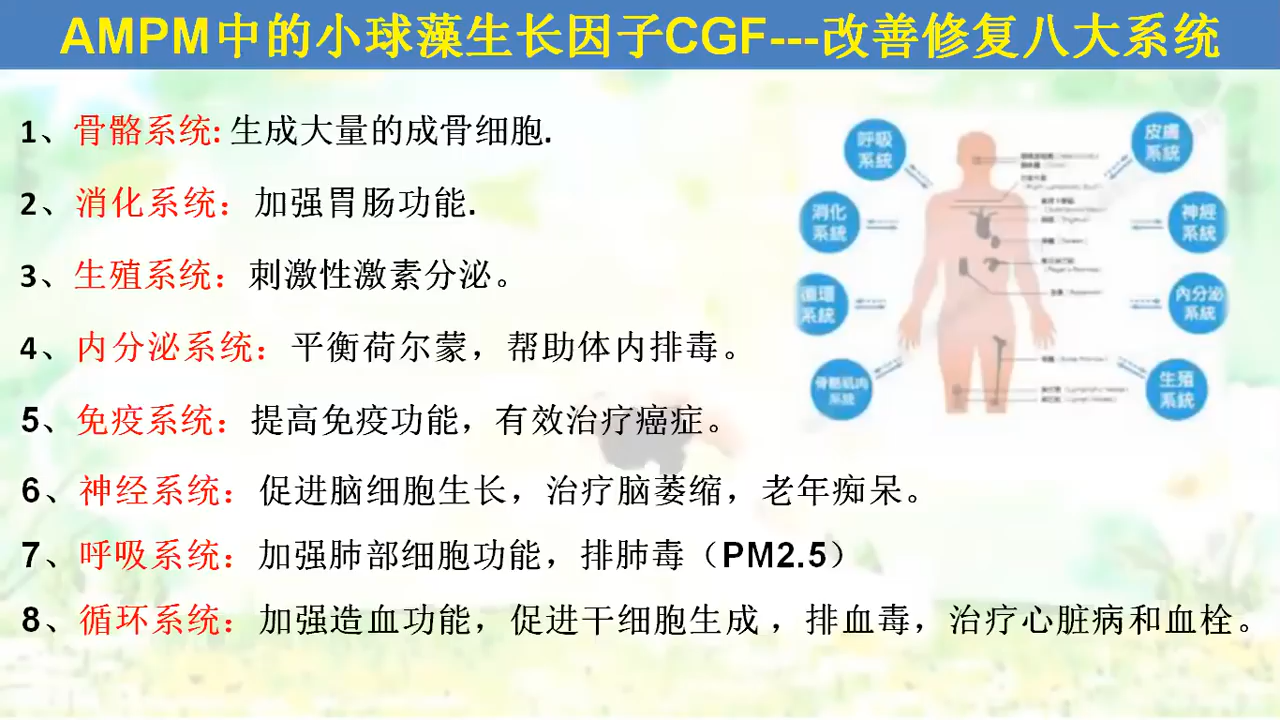 AMPM中的小球藻生长因子CGF---改善修复八大系统
1、骨骼系统: 生成大量的成骨细胞.
2、消化系统：加强胃肠功能.
3、生殖系统：刺激性激素分泌。
4、内分泌系统：平衡荷尔蒙，帮助体内排毒。
5、免疫系统：提高免疫功能，有效治疗癌症。
6、神经系统：促进脑细胞生长，治疗脑萎缩，老年痴呆。
7、呼吸系统：加强肺部细胞功能，排肺毒（PM2.5）
8、循环系统：加强造血功能，促进干细胞生成 ，排血毒，治疗心脏病和血栓。
呼吸
系統
皮膚
系統
消化
系統
神經
系統
循環
系統
內分泌
系統
骨骼肌肉
系統
生殖
系統